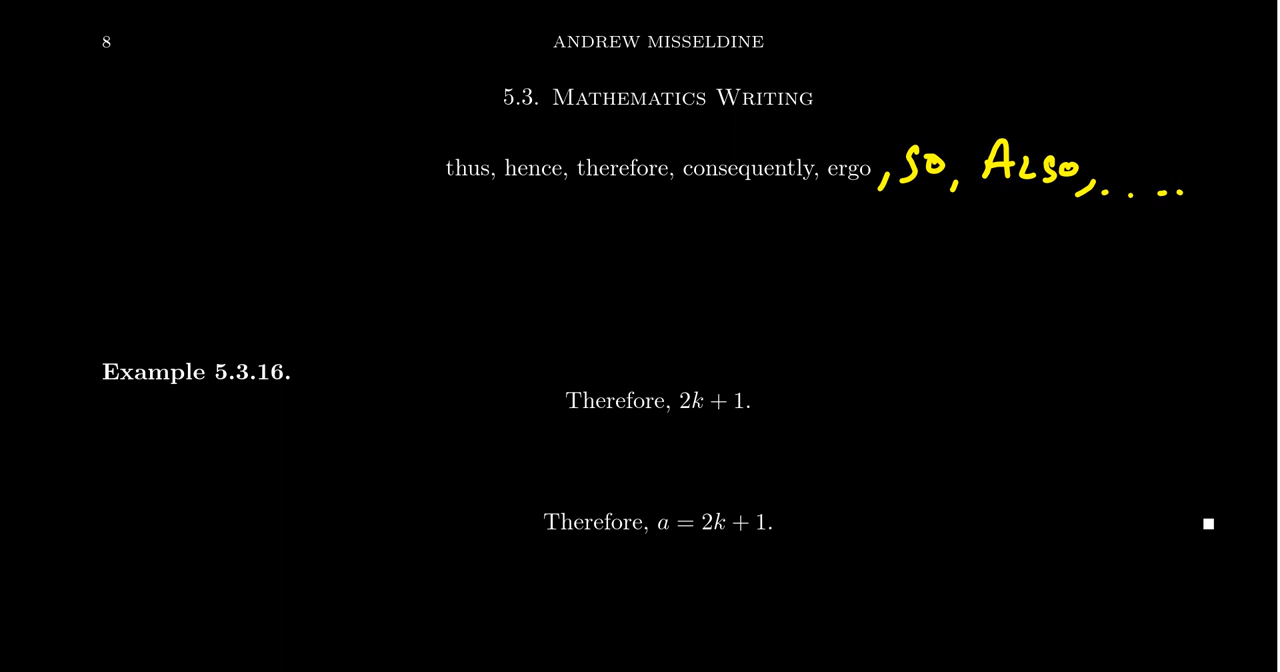 8
ANDREW MISSELDINE
5.3. MATHEMATICS WRITING
thus, hence, therefore, consequently, ergo, so, Also, . . . .
Example 5.3.16.
Therefore, 2k + 1.
Therefore, a = 2k + 1. ■